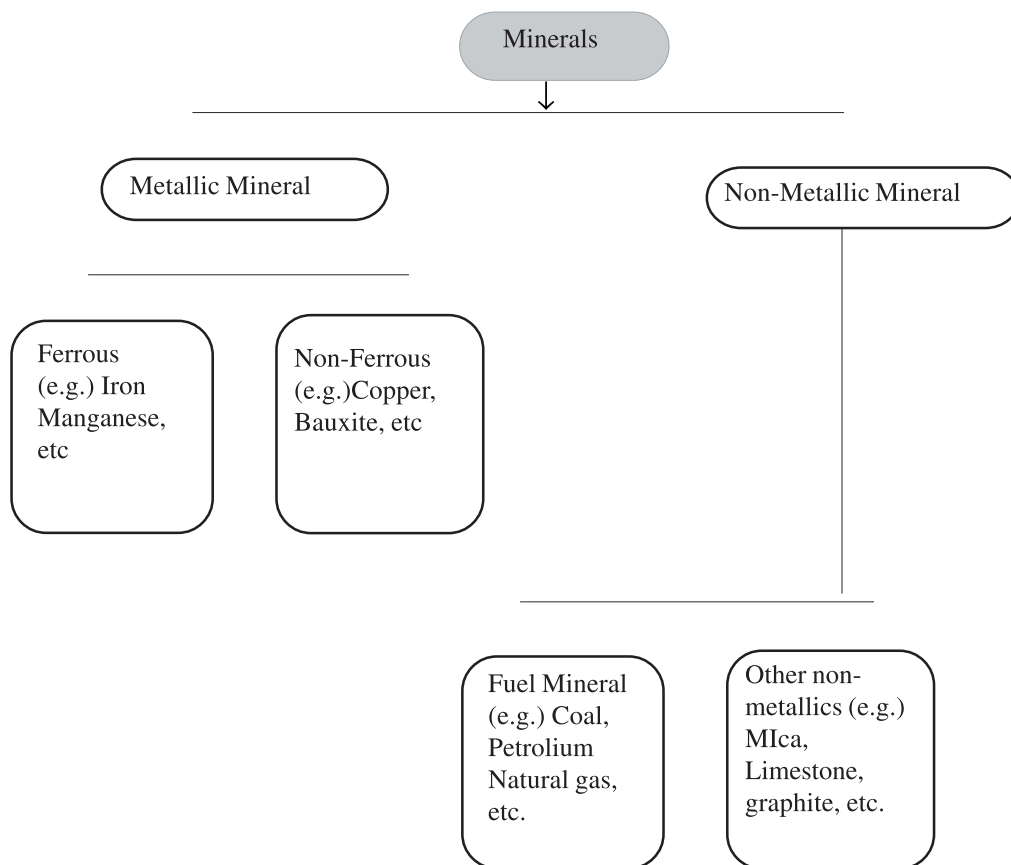 Minerals
Metallic Mineral
Non-Metallic Mineral
Ferrous
(e.g.) Iron
Manganese,
etc
Non-Ferrous
(e.g.)Copper,
Bauxite, etc
Fuel Mineral
(e.g.) Coal,
Petrolium
Natural gas,
etc.
Other non-
metallics (e.g.)
MIca,
Limestone,
graphite, etc.